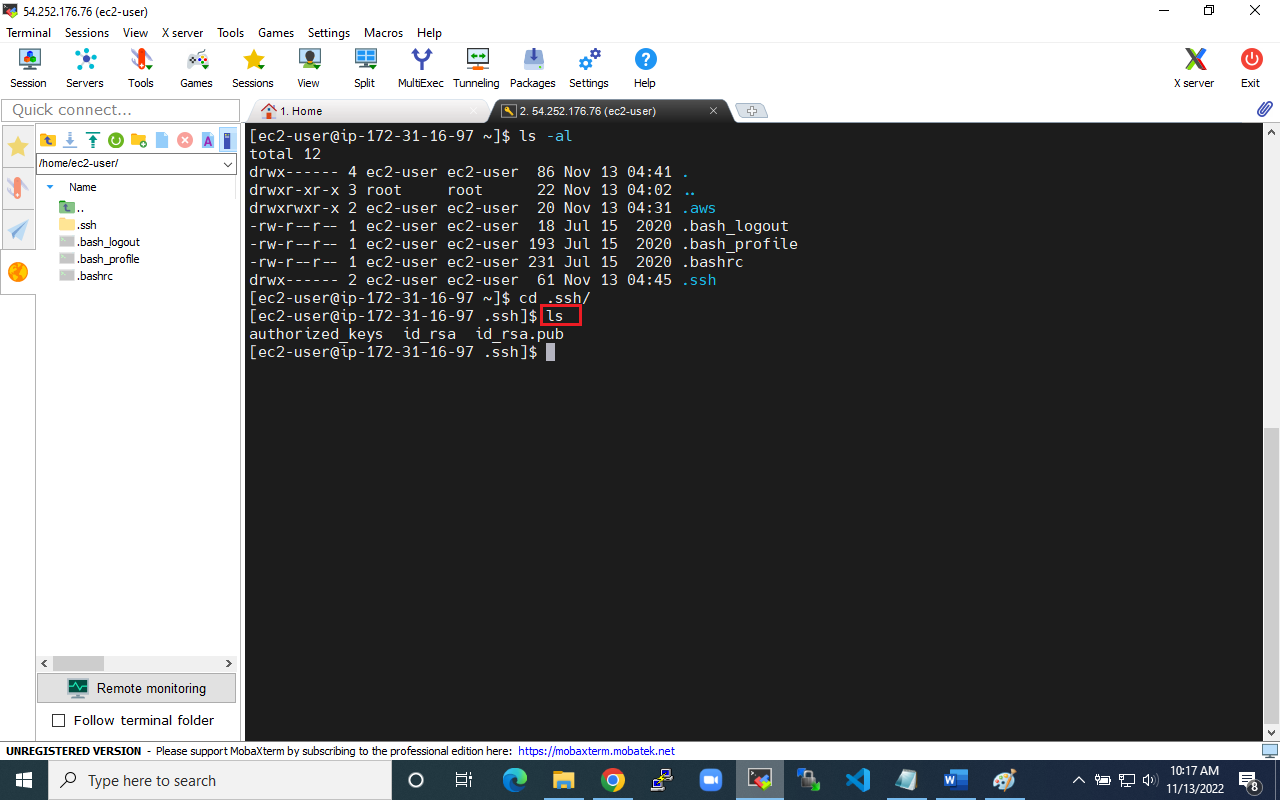 54.252.176.76 (ec2-user)
Terminal Sessions View X server Tools Games Settings Macros Help
Session Servers Tools Games Sessions View Split MultiExec Tunneling Packages Settings Help X server Exit
Quick connect...
1. Home
2. 54.252.176.76 (ec2-user)
/home/ec2-user/
Name
..
.ssh
.bash_logout
.bash_profile
.bashrc
[ec2-user@ip-172-31-16-97 ~]$ ls -al
total 12
drwx------ 4 ec2-user ec2-user  86 Nov 13 04:41 .
drwxr-xr-x 3 root     root      22 Nov 13 04:02 ..
drwxrwxr-x 2 ec2-user ec2-user  20 Nov 13 04:31 .aws
-rw-r--r-- 1 ec2-user ec2-user  18 Jul 15  2020 .bash_logout
-rw-r--r-- 1 ec2-user ec2-user 193 Jul 15  2020 .bash_profile
-rw-r--r-- 1 ec2-user ec2-user 231 Jul 15  2020 .bashrc
drwx------ 2 ec2-user ec2-user  61 Nov 13 04:45 .ssh
[ec2-user@ip-172-31-16-97 ~]$ cd .ssh/
[ec2-user@ip-172-31-16-97 .ssh]$ ls
authorized_keys  id_rsa  id_rsa.pub
[ec2-user@ip-172-31-16-97 .ssh]$
Remote monitoring
Follow terminal folder
UNREGISTERED VERSION - Please support MobaXterm by subscribing to the professional edition here: https://mobaxterm.mobatek.net
Type here to search
10:17 AM
11/13/2022
8